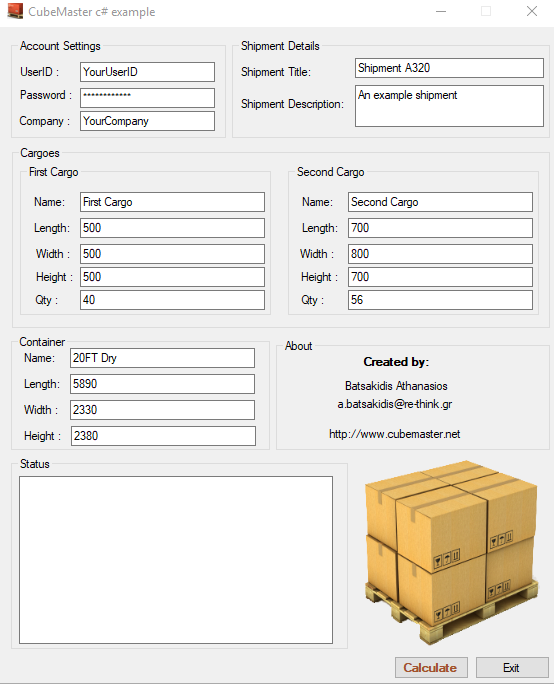 CubeMaster c# example
Account Settings
UserID : YourUserID
Password : ************
Company : YourCompany
Shipment Details
Shipment Title: Shipment A320
Shipment Description: An example shipment
Cargoes
First Cargo
Name: First Cargo
Length: 500
Width : 500
Height : 500
Qty : 40
Second Cargo
Name: Second Cargo
Length: 700
Width : 800
Height : 700
Qty : 56
Container
Name: 20FT Dry
Length: 5890
Width : 2330
Height : 2380
About
Created by:
Batsakidis Athanasios
a.batsakidis@re-think.gr
http://www.cubemaster.net
Status
Calculate
Exit